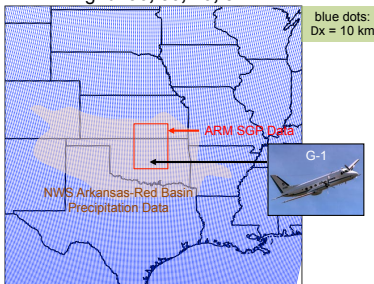 blue dots:
Dx = 10 km
ARM SGP Data
G-1
NWS Arkansas-Red Basin
Precipitation Data